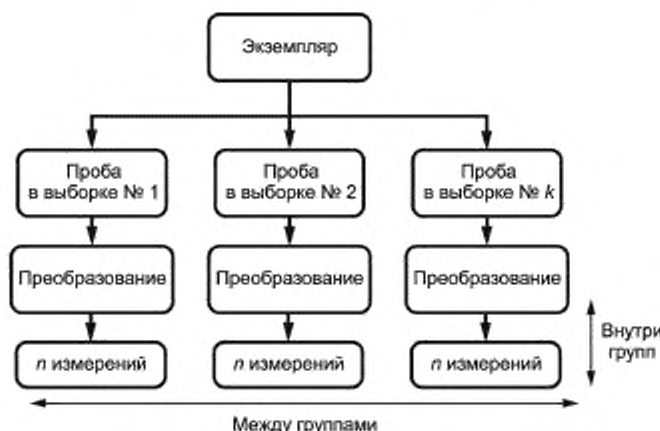 Экземпляр
Проба
в выборке № 1
Проба
в выборке № 2
Проба
в выборке № k
Преобразование
Преобразование
Преобразование
n измерений
n измерений
n измерений
Внутри
групп
Между группами